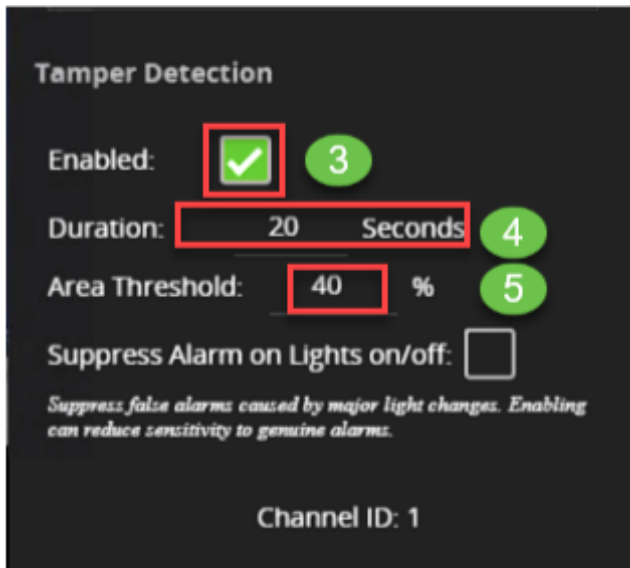 Tamper Detection
Enabled: 3
Duration: 20 Seconds 4
Area Threshold: 40 % 5
Suppress Alarm on Lights on/off:
Suppress false alarms caused by major light changes. Enabling
can reduce sensitivity to genuine alarms.
Channel ID: 1